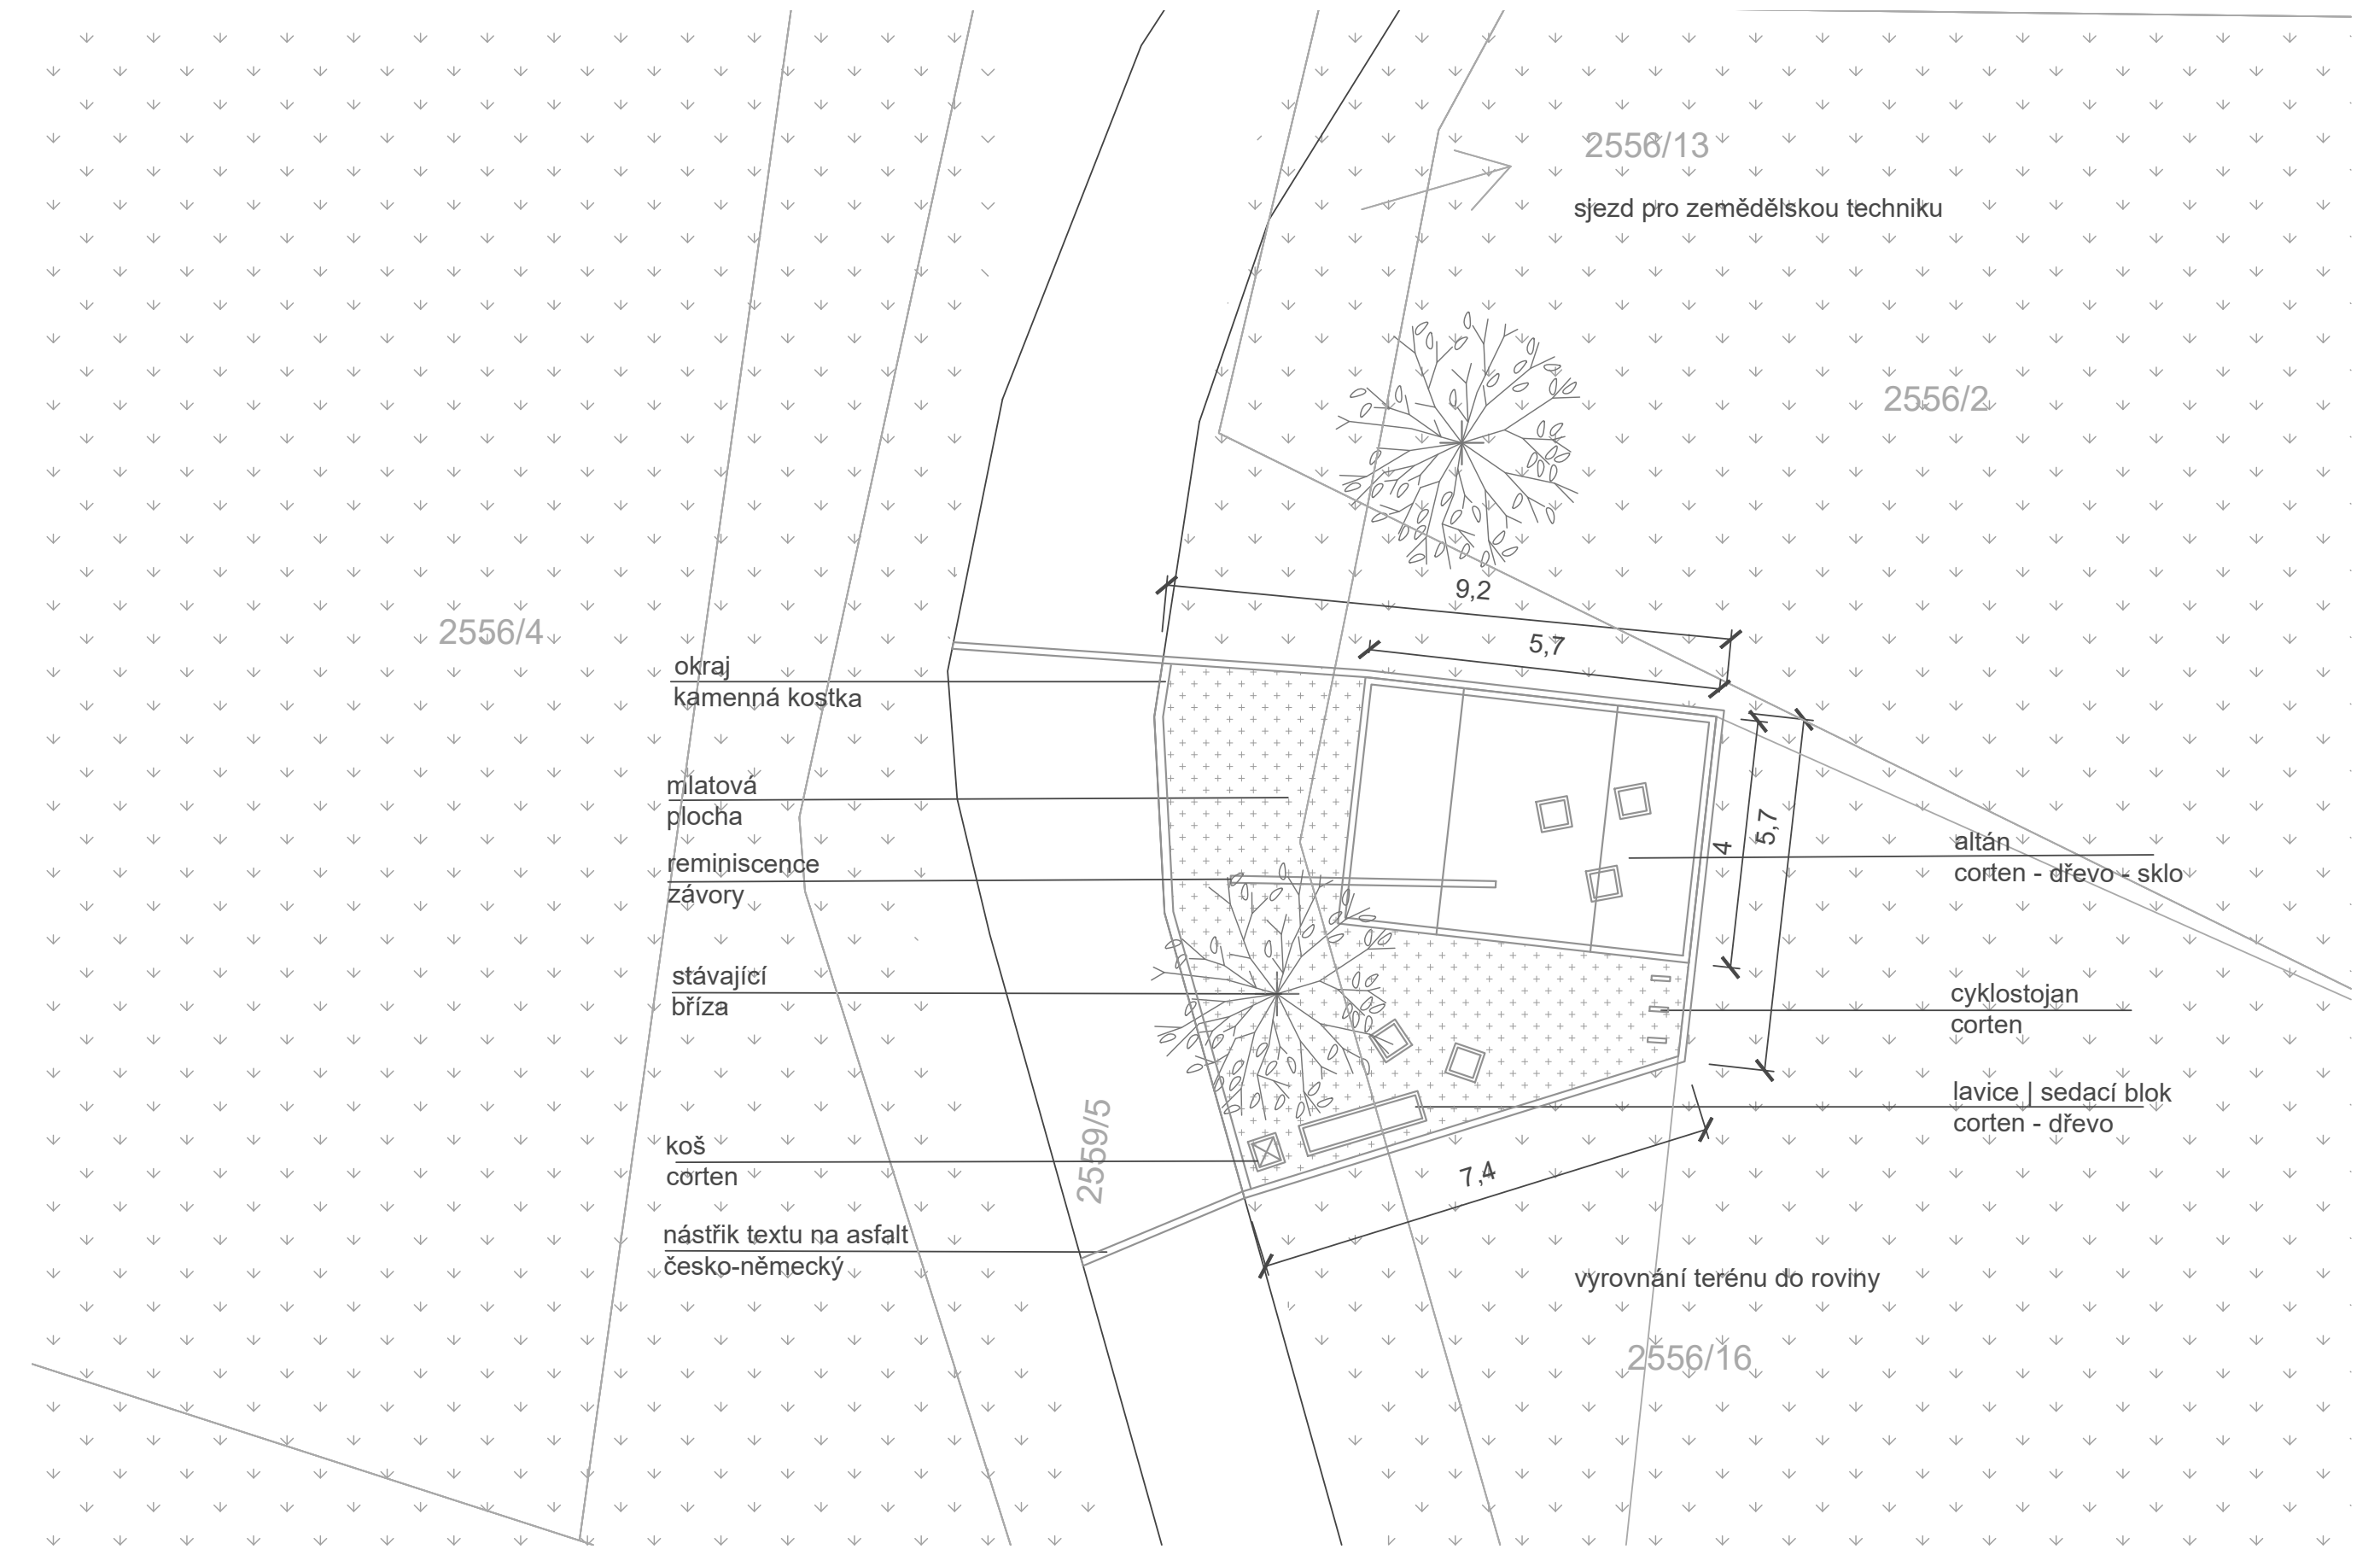 2556/13
sjezd pro zemědělskou techniku
2556/2
9,2
5,7
2556/4
okraj
kamenná kostka
mlatová
plocha
reminiscence
závory
stávající
bříza
koš
corten
nástřik textu na asfalt
česko-německý
2559/5
4
5,7
altán
corten - dřevo - sklo
cyklostojan
corten
lavice | sedací blok
corten - dřevo
7,4
vyrovnání terénu do roviny
2556/16